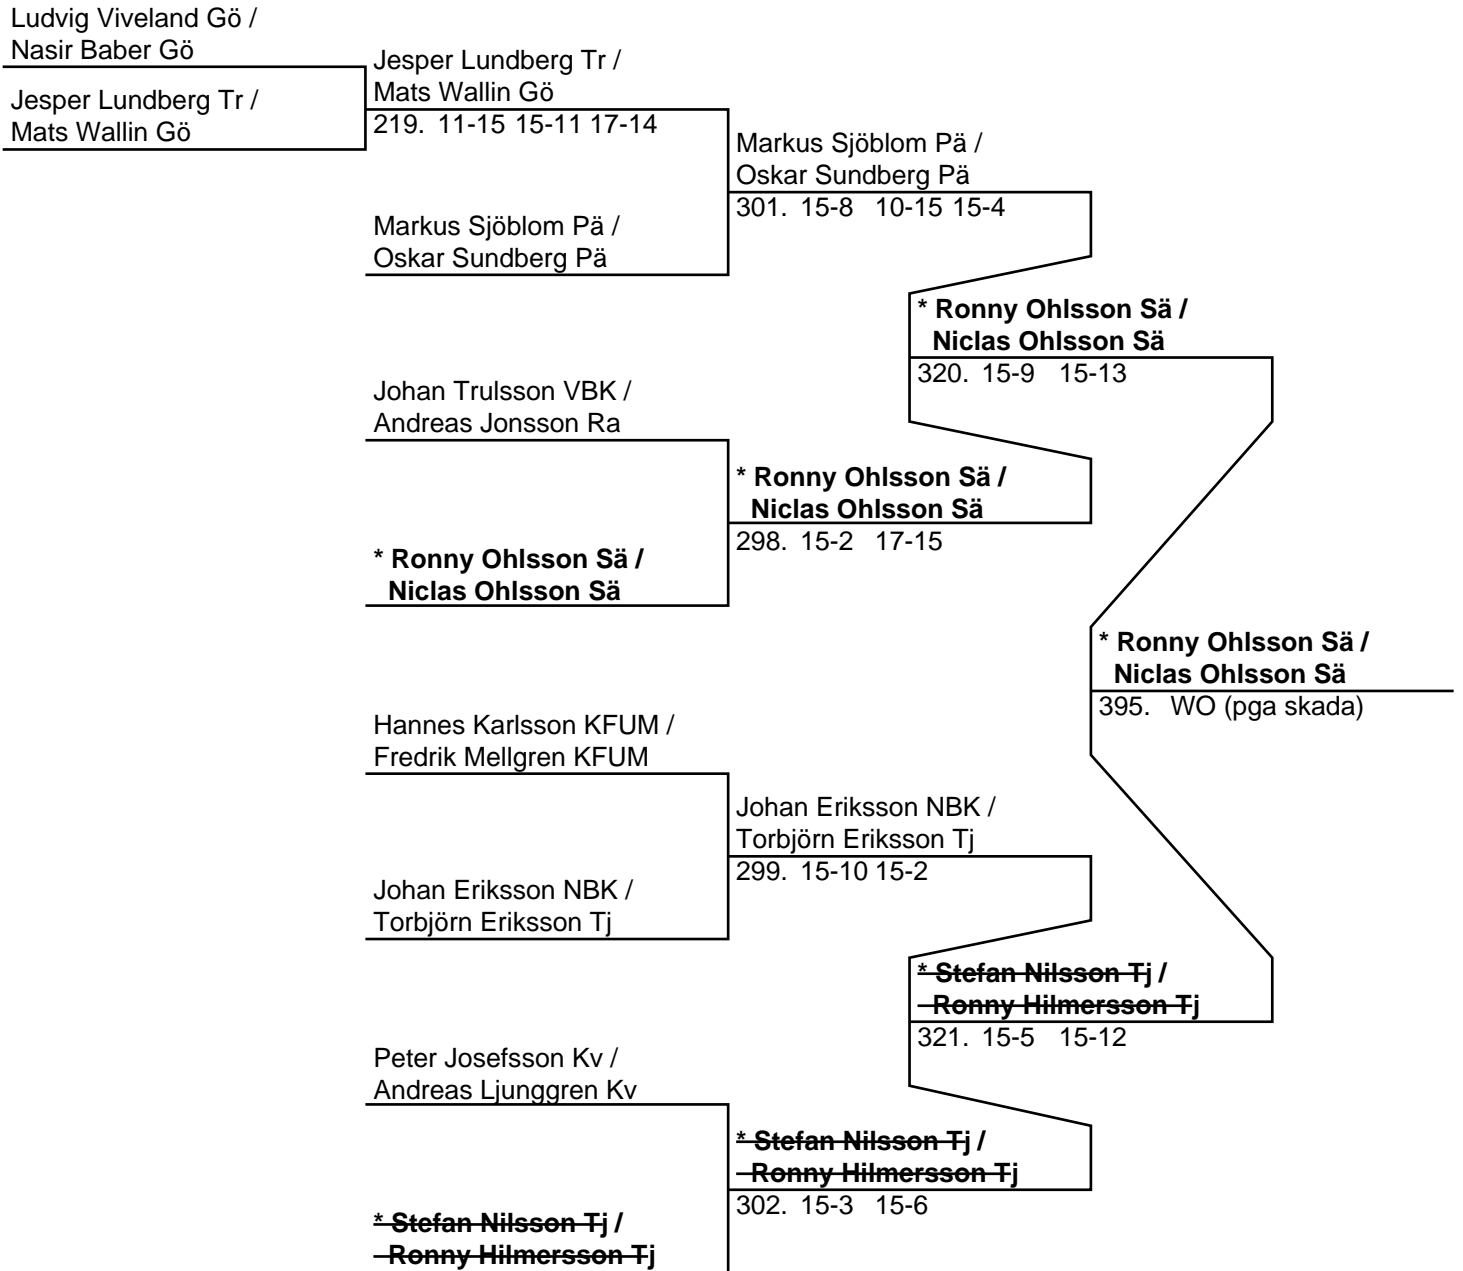 Ludvig Viveland Gö /
Nasir Baber Gö
Jesper Lundberg Tr /
Mats Wallin Gö
Jesper Lundberg Tr /
Mats Wallin Gö
219. 11-15 15-11 17-14
Markus Sjöblom Pä /
Oskar Sundberg Pä
Markus Sjöblom Pä /
Oskar Sundberg Pä
301. 15-8 10-15 15-4
Johan Trulsson VBK /
Andreas Jonsson Ra
* Ronny Ohlsson Sä /
Niclas Ohlsson Sä
* Ronny Ohlsson Sä /
Niclas Ohlsson Sä
298. 15-2 17-15
* Ronny Ohlsson Sä /
Niclas Ohlsson Sä
320. 15-9 15-13
Hannes Karlsson KFUM /
Fredrik Mellgren KFUM
Johan Eriksson NBK /
Torbjörn Eriksson Tj
Johan Eriksson NBK /
Torbjörn Eriksson Tj
299. 15-10 15-2
Peter Josefsson Kv /
Andreas Ljunggren Kv
* Stefan Nilsson Tj /
Ronny Hilmersson Tj
* Stefan Nilsson Tj /
Ronny Hilmersson Tj
302. 15-3 15-6
* Stefan Nilsson Tj /
Ronny Hilmersson Tj
321. 15-5 15-12
* Ronny Ohlsson Sä /
Niclas Ohlsson Sä
395. WO (pga skada)